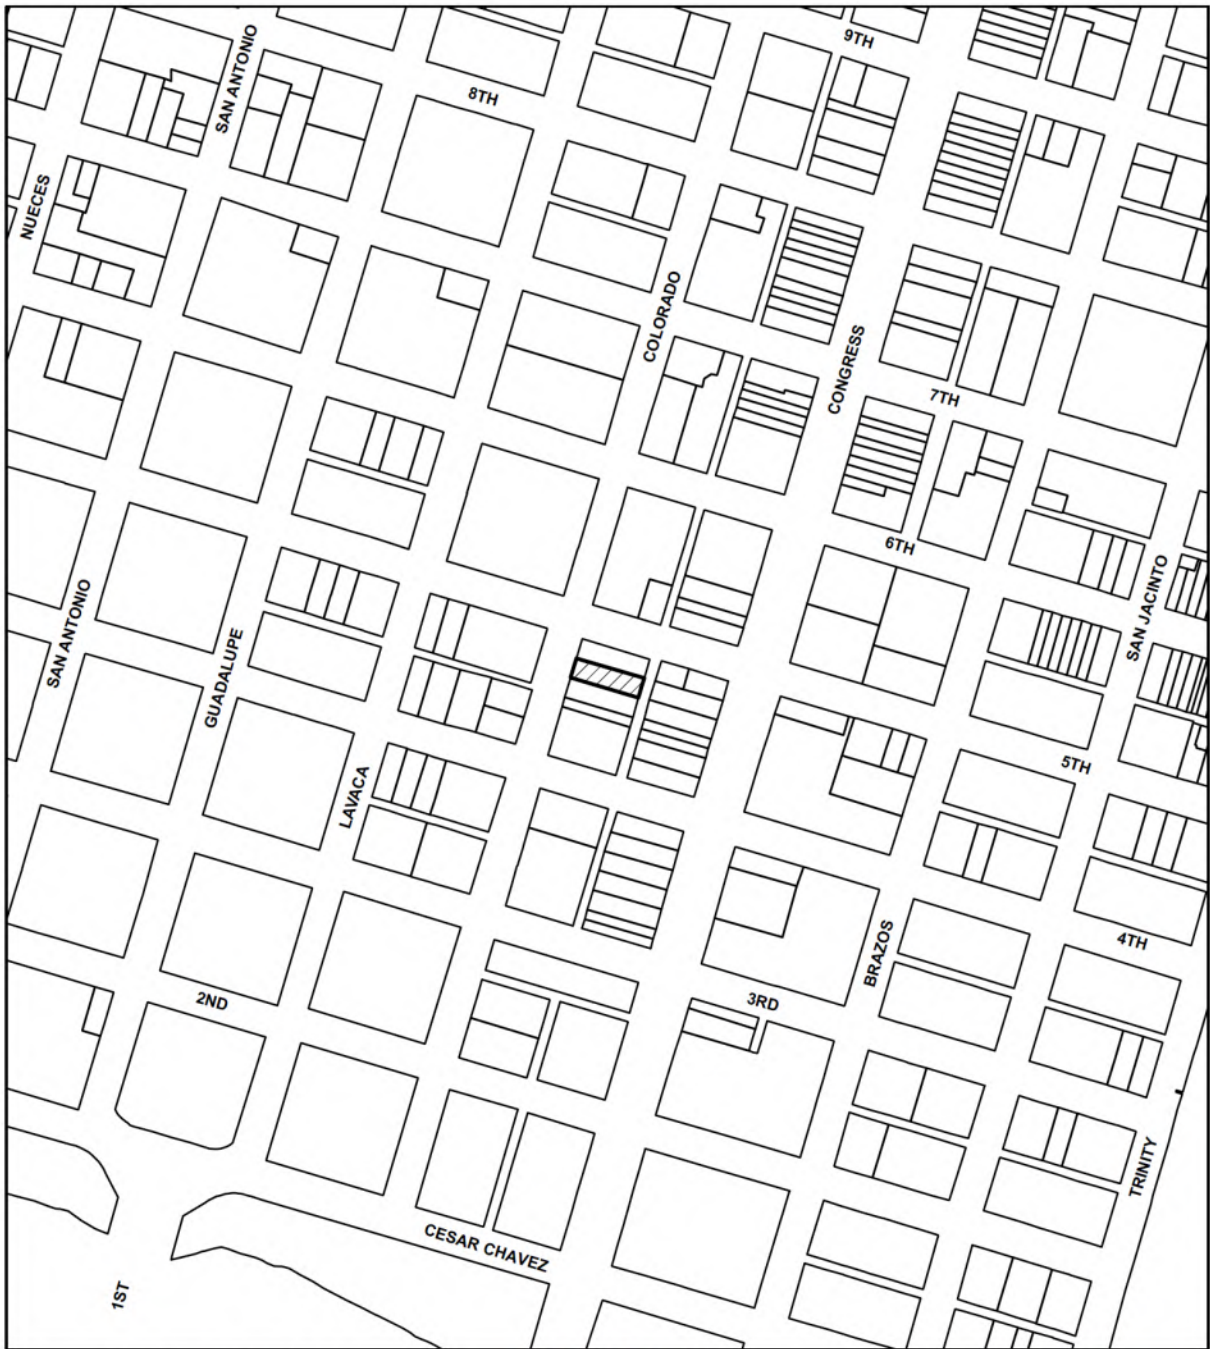 9TH
SAN ANTONIO
8TH
NUECES
COLORADO
CONGRESS
7TH
6TH
SAN JACINTO
SAN ANTONIO
GUADALUPE
5TH
LAVACA
4TH
BRAZOS
3RD
2ND
TRINITY
CESAR CHAVEZ
1ST